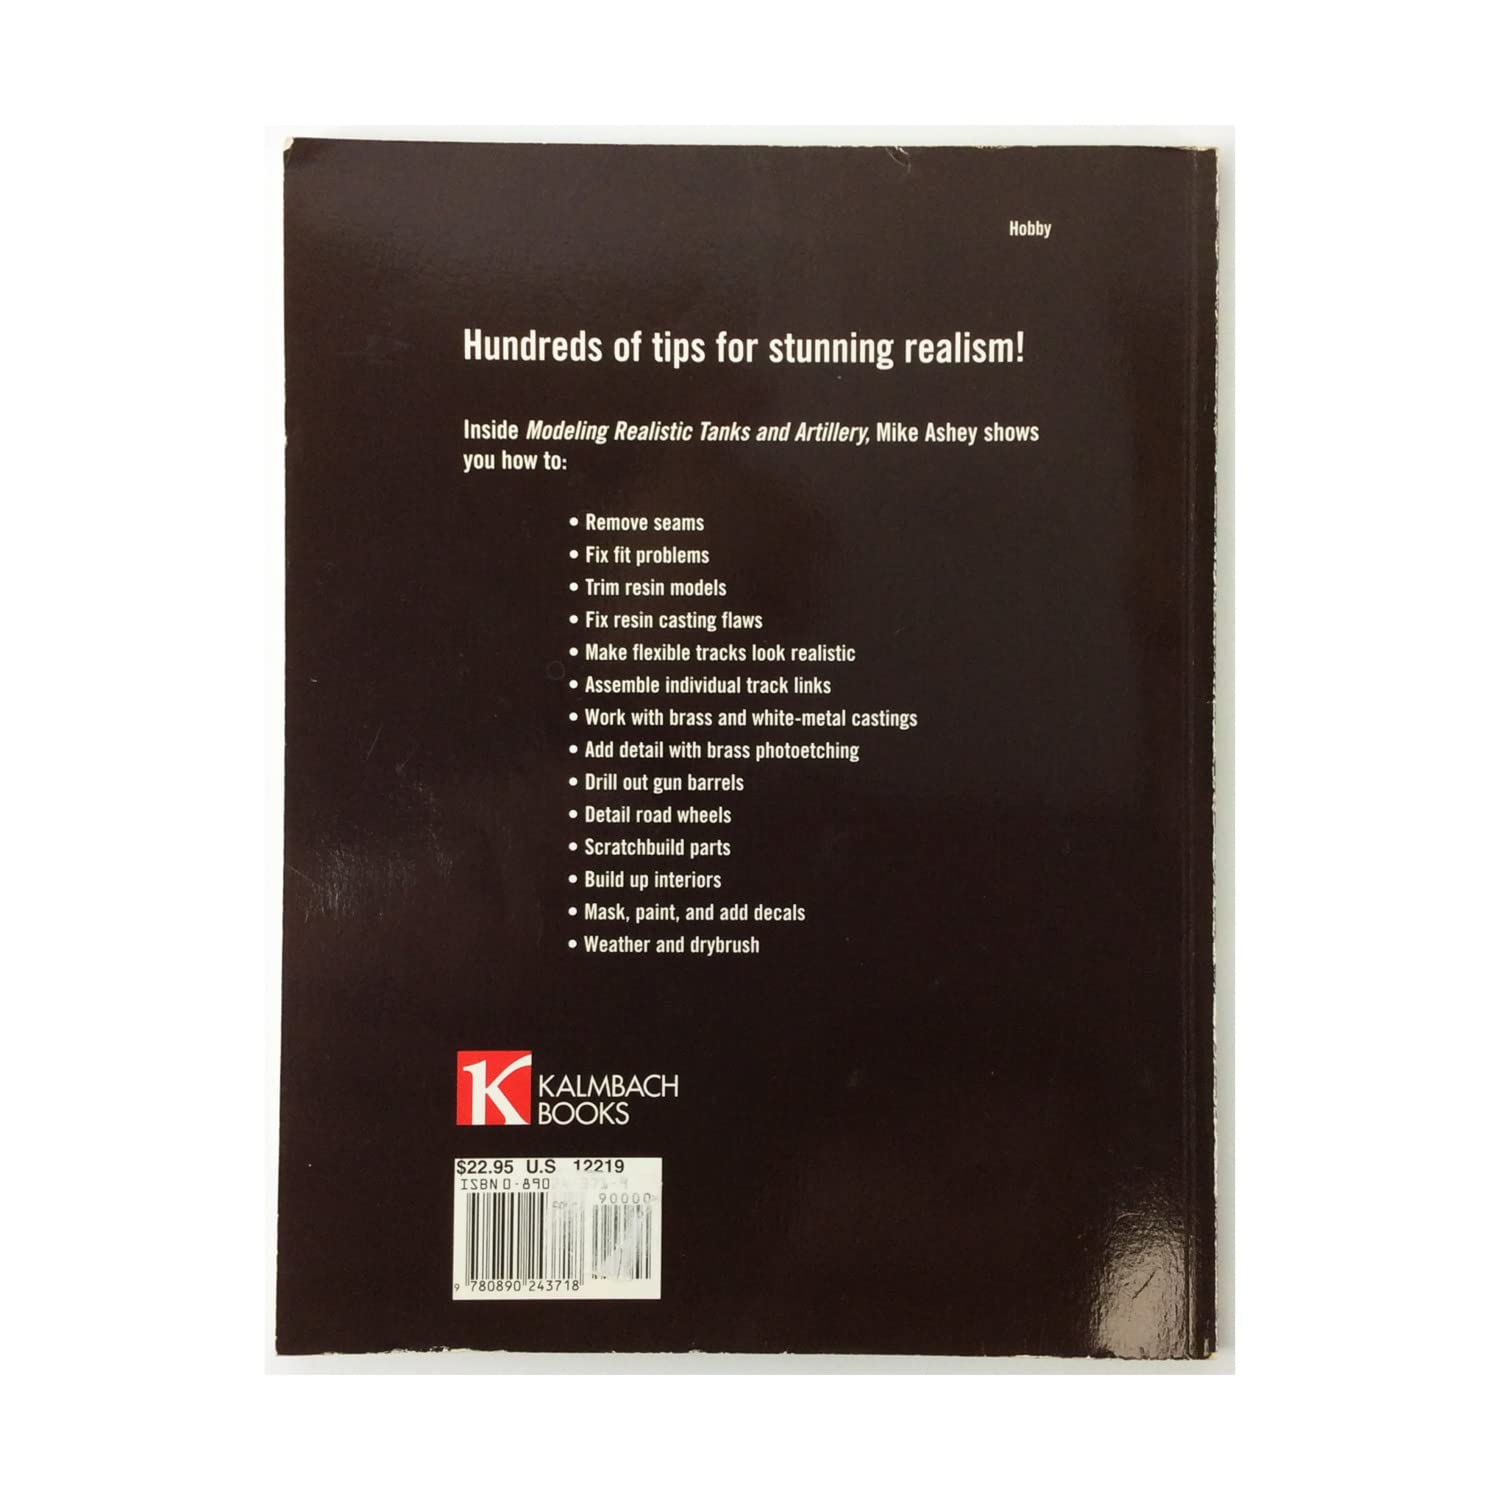 Hobby
Hundreds of tips for stunning realism!
Inside Modeling Realistic Tanks and Artillery, Mike Ashey shows
you how to:
• Remove seams
• Fix fit problems
• Trim resin models
• Fix resin casting flaws
• Make flexible tracks look realistic
• Assemble individual track links
• Work with brass and white-metal castings
• Add detail with brass photoetching
• Drill out gun barrels
• Detail road wheels
• Scratchbuild parts
• Build up interiors
• Mask, paint, and add decals
• Weather and drybrush
K KALMBACH
BOOKS
$22.95 U.S 12219
ISBN 0-890
90000
9 780890 243718